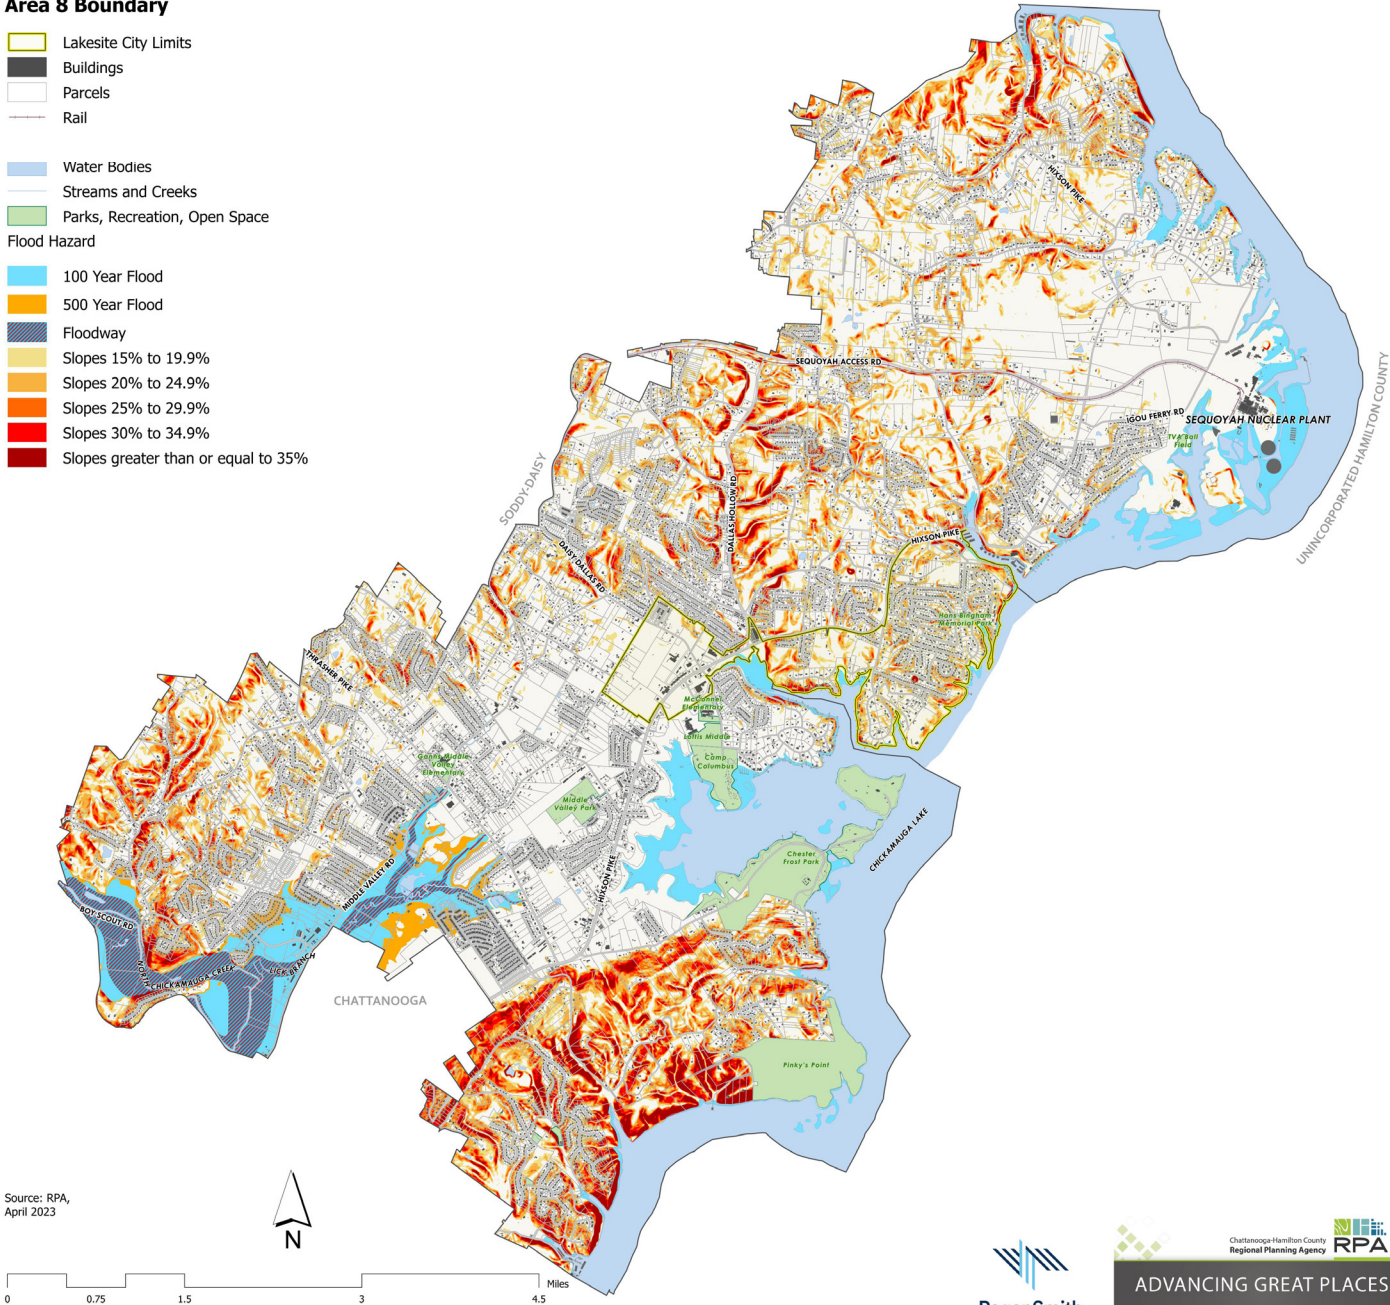 Area 8 Boundary
Lakesite City Limits
Buildings
Parcels
Rail
Water Bodies
Streams and Creeks
Parks, Recreation, Open Space
Flood Hazard
100 Year Flood
500 Year Flood
Floodway
Slopes 15% to 19.9%
Slopes 20% to 24.9%
Slopes 25% to 29.9%
Slopes 30% to 34.9%
Slopes greater than or equal to 35%
HIXSON PIKE
SEQUOYAH ACCESS RD
IGOU FERRY RD
SEQUOYAH NUCLEAR PLANT
TVA Ball
Field
UNINCORPORATED HAMILTON COUNTY
SODDY-DAISY
DALLAS HOLLOW RD
HIXSON PIKE
DAISY DALLAS RD
Hans Bingham
Memorial Park
THRASHER PIKE
McConnel
Elementary
Loftis Middle
Camp
Columbus
Ganns Middle
Valley
Elementary
Middle
Valley Park
CHICKAMAUGA LAKE
Chester
Frost Park
HIXSON PIKE
MIDDLE VALLEY RD
BOY SCOUT RD
NORTH CHICKAMAUGA CREEK
LICK BRANCH
CHATTANOOGA
Pinky's Point
Source: RPA,
April 2023
N
Miles
0 0.75 1.5 3 4.5
Chattanooga-Hamilton County
Regional Planning Agency
RPA
ADVANCING GREAT PLACES